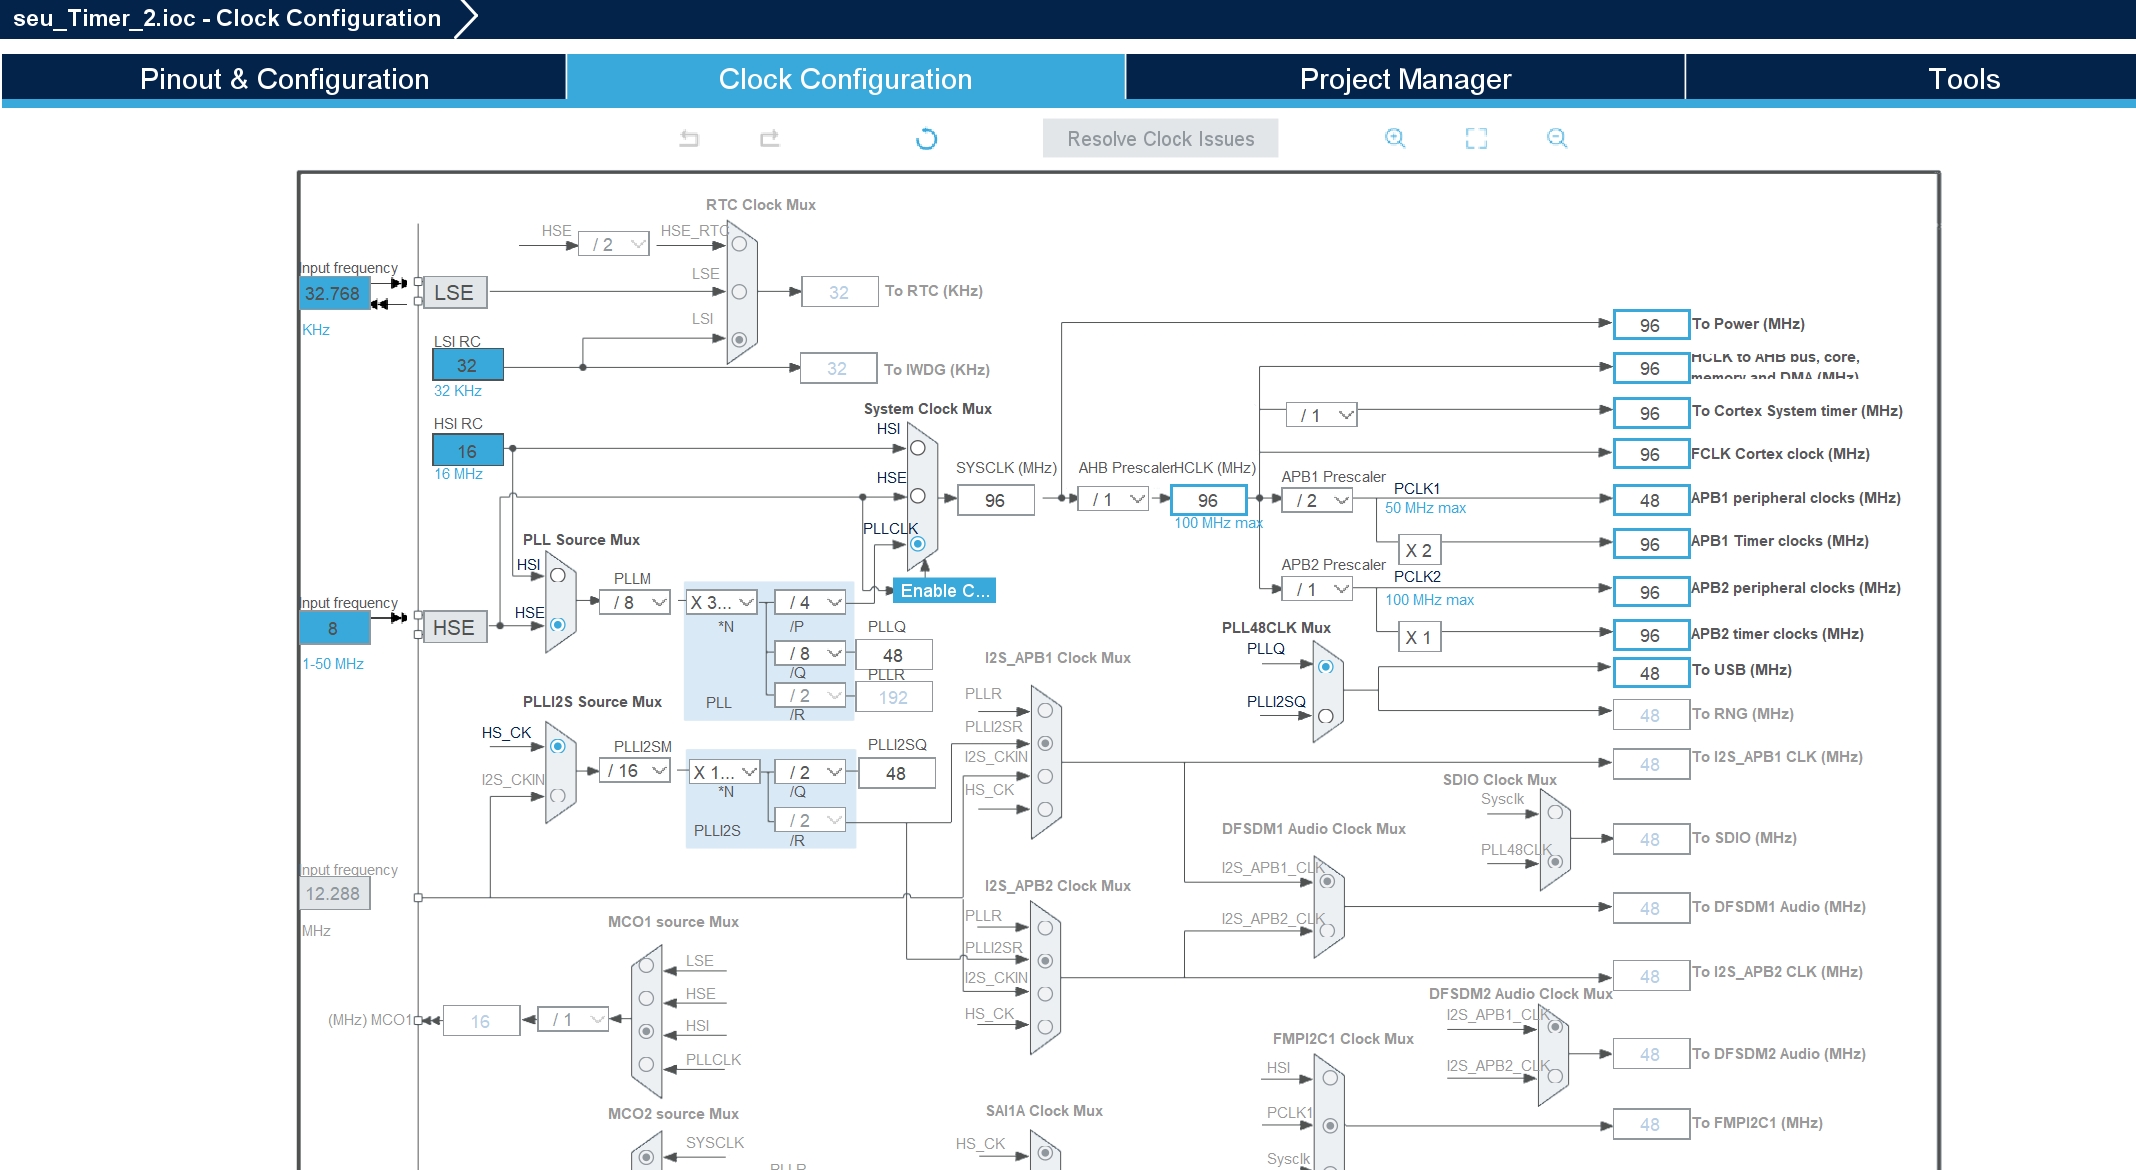 seu_Timer_2.ioc - Clock Configuration
Pinout & Configuration
Clock Configuration
Project Manager
Tools
Resolve Clock Issues
RTC Clock Mux
HSE
/ 2
HSE_RTC
Input frequency
32.768
KHz
LSE
LSE
LSI
32
To RTC (KHz)
LSI RC
32
32 KHz
32
To IWDG (KHz)
HSI RC
16
16 MHz
System Clock Mux
HSI
HSE
PLLCLK
Enable C...
SYSCLK (MHz)
96
AHB Prescaler
/ 1
HCLK (MHz)
96
100 MHz max
96
To Power (MHz)
96
HCLK to AHB bus, core,
memory and DMA (MHz)
/ 1
96
To Cortex System timer (MHz)
96
FCLK Cortex clock (MHz)
APB1 Prescaler
/ 2
PCLK1
50 MHz max
48
APB1 peripheral clocks (MHz)
X 2
96
APB1 Timer clocks (MHz)
APB2 Prescaler
/ 1
PCLK2
100 MHz max
96
APB2 peripheral clocks (MHz)
X 1
96
APB2 timer clocks (MHz)
Input frequency
8
1-50 MHz
HSE
PLL Source Mux
HSI
HSE
PLLM
/ 8
X 3...
*N
/ 4
/P
/ 8
/Q
PLLQ
48
/ 2
/R
PLLR
192
PLL
PLL48CLK Mux
PLLQ
PLLI2SQ
48
To USB (MHz)
48
To RNG (MHz)
PLLI2S Source Mux
HS_CK
I2S_CKIN
PLLI2SM
/ 16
X 1...
*N
/ 2
/Q
PLLI2SQ
48
/ 2
/R
PLLI2S
I2S_APB1 Clock Mux
PLLR
PLLI2SR
I2S_CKIN
HS_CK
48
To I2S_APB1 CLK (MHz)
SDIO Clock Mux
Sysclk
PLL48CLK
48
To SDIO (MHz)
DFSDM1 Audio Clock Mux
I2S_APB1_CLK
I2S_APB2_CLK
48
To DFSDM1 Audio (MHz)
Input frequency
12.288
MHz
I2S_APB2 Clock Mux
PLLR
PLLI2SR
I2S_CKIN
HS_CK
48
To I2S_APB2 CLK (MHz)
MCO1 source Mux
LSE
HSE
HSI
PLLCLK
(MHz) MCO1
16
/ 1
DFSDM2 Audio Clock Mux
I2S_APB1_CLK
I2S_APB2_CLK
48
To DFSDM2 Audio (MHz)
FMPI2C1 Clock Mux
HSI
PCLK1
Sysclk
48
To FMPI2C1 (MHz)
MCO2 source Mux
SYSCLK
PLLR
SAI1A Clock Mux
HS_CK